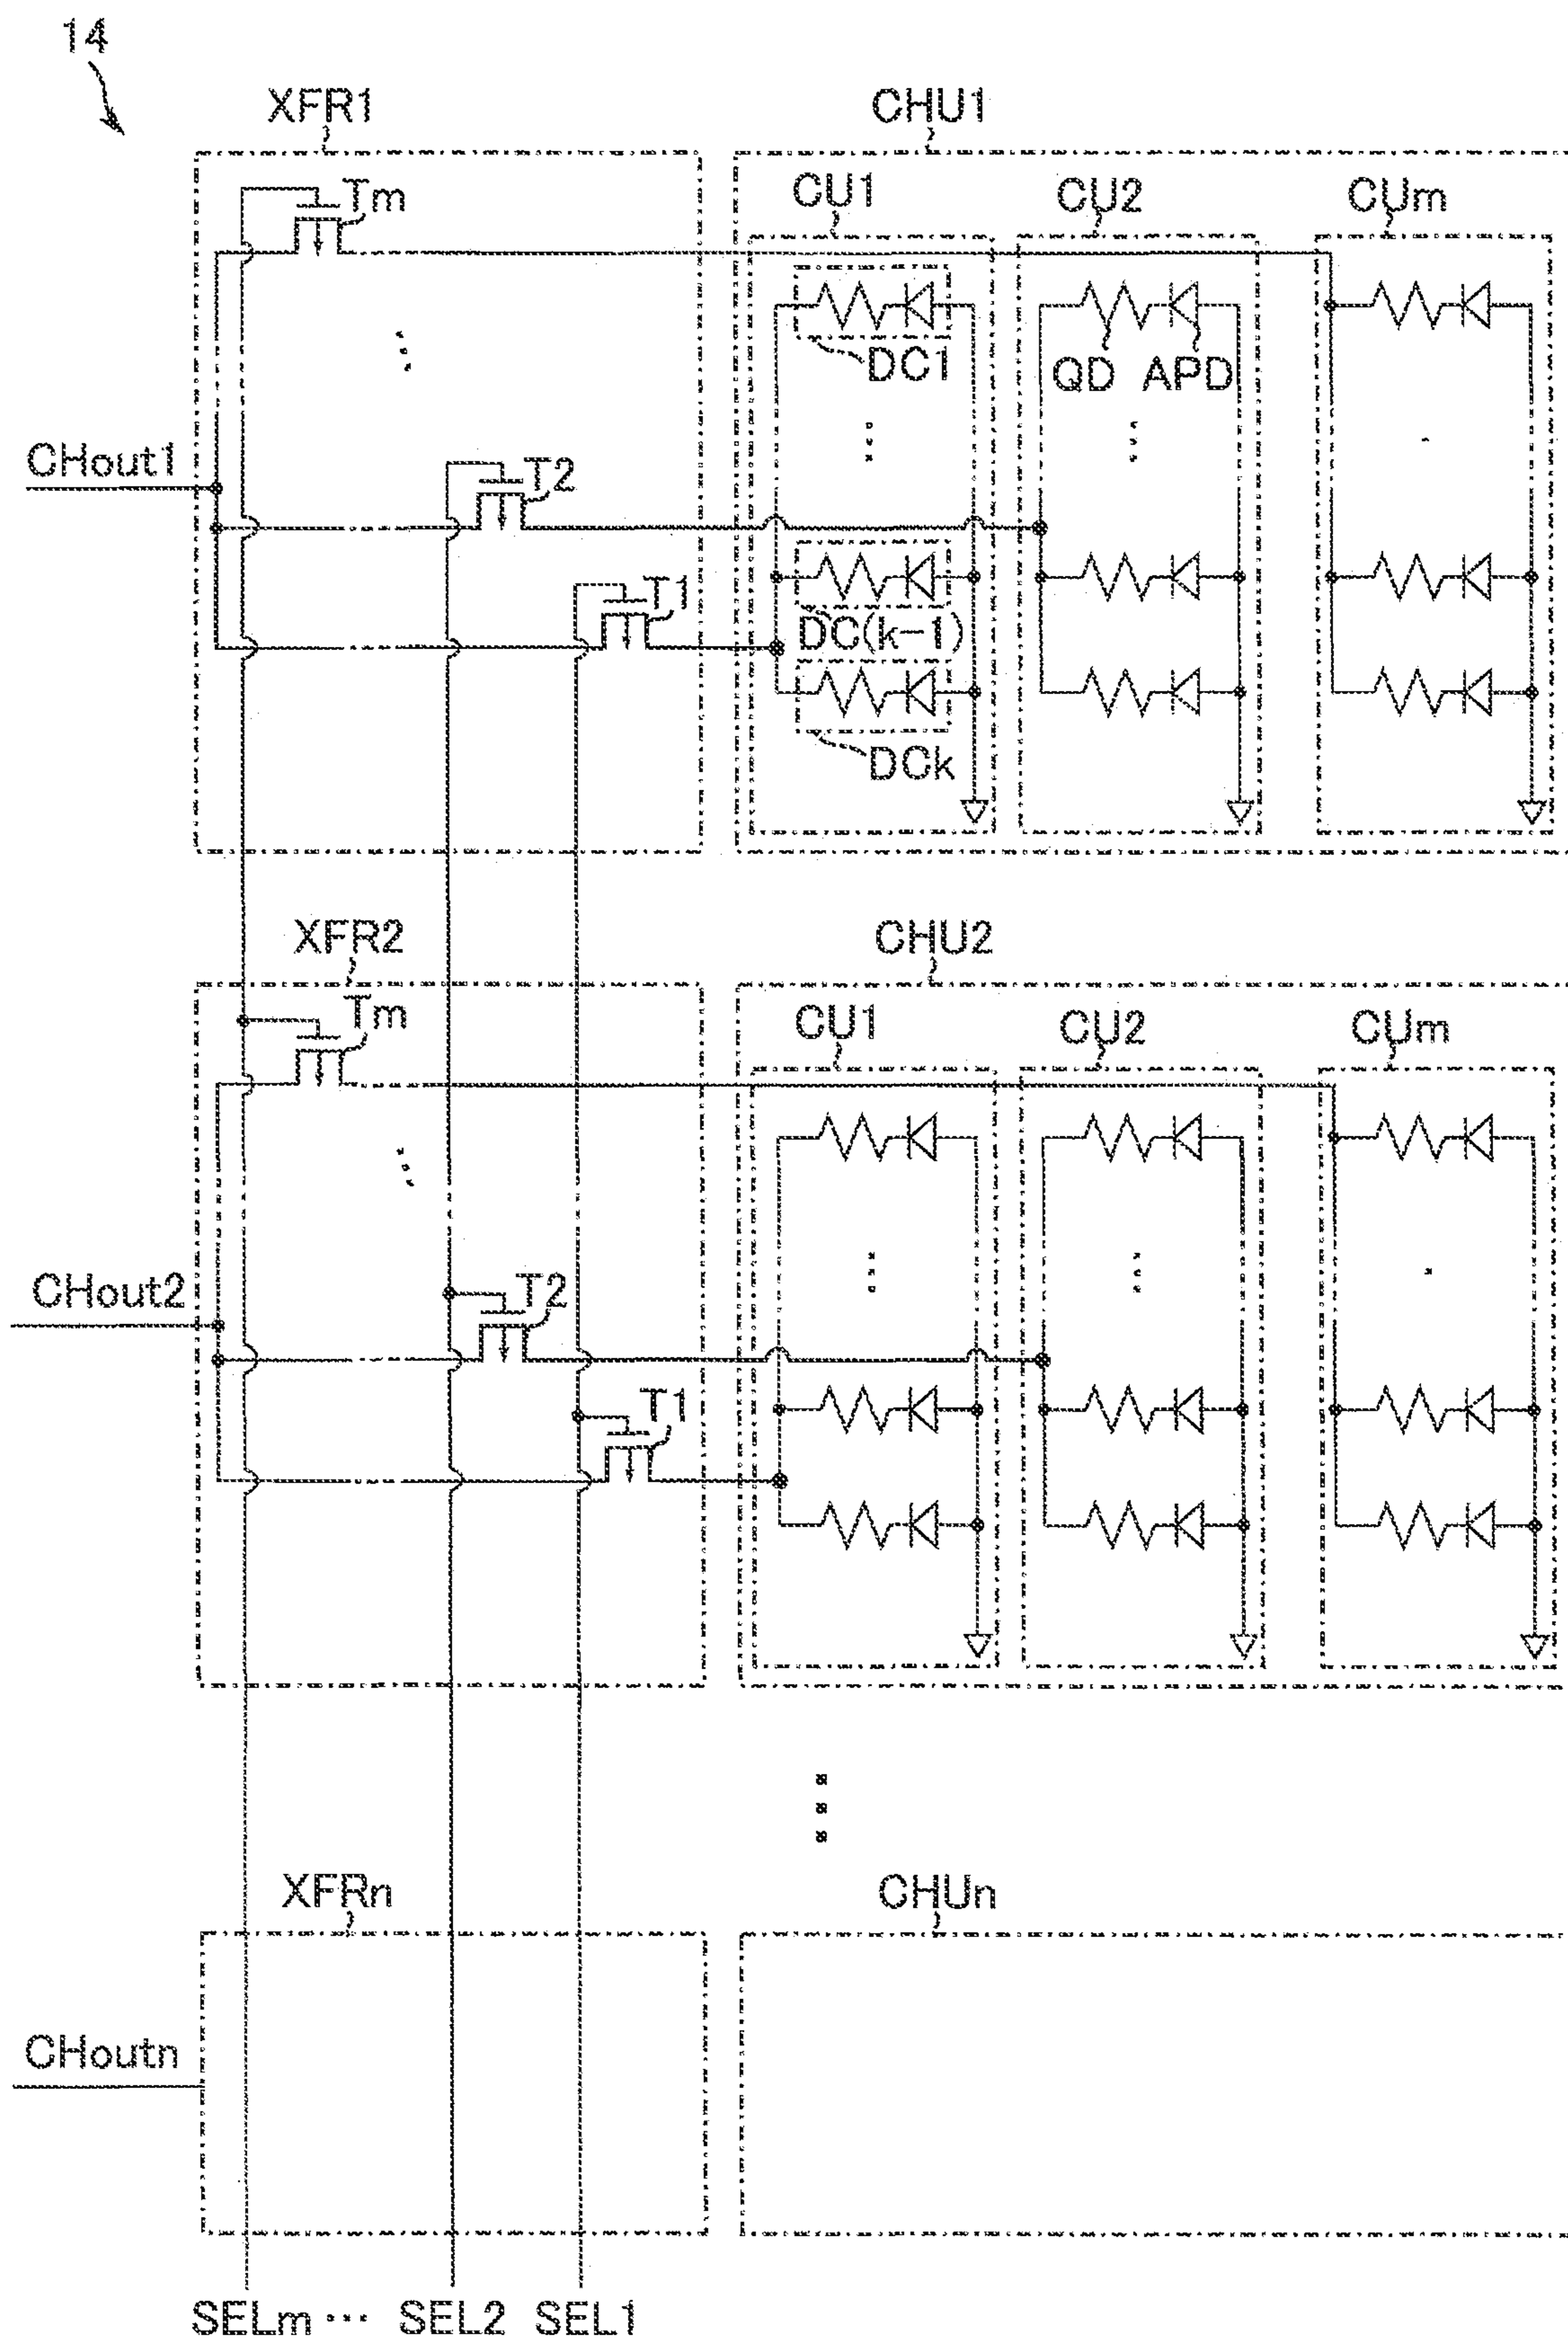 14
XFR1
CHU1
Tm
CU1
CU2
CUm
DC1
QD APD
CHout1
T2
T1
DC(k-1)
DCk
XFR2
CHU2
Tm
CU1
CU2
CUm
CHout2
T2
T1
XFRn
CHUn
CHoutn
SELm ··· SEL2 SEL1